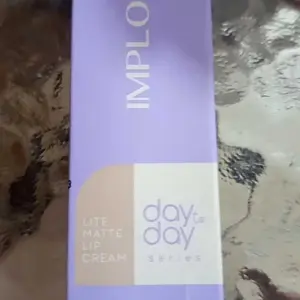 IMPLO
LITE
MATTE
LIP
CREAM
day to
day
series